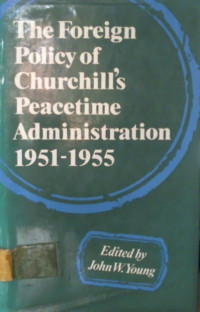 The Foreign
Policy of
Churchill's
Peacetime
Administration
1951-1955
Edited by
John W. Young